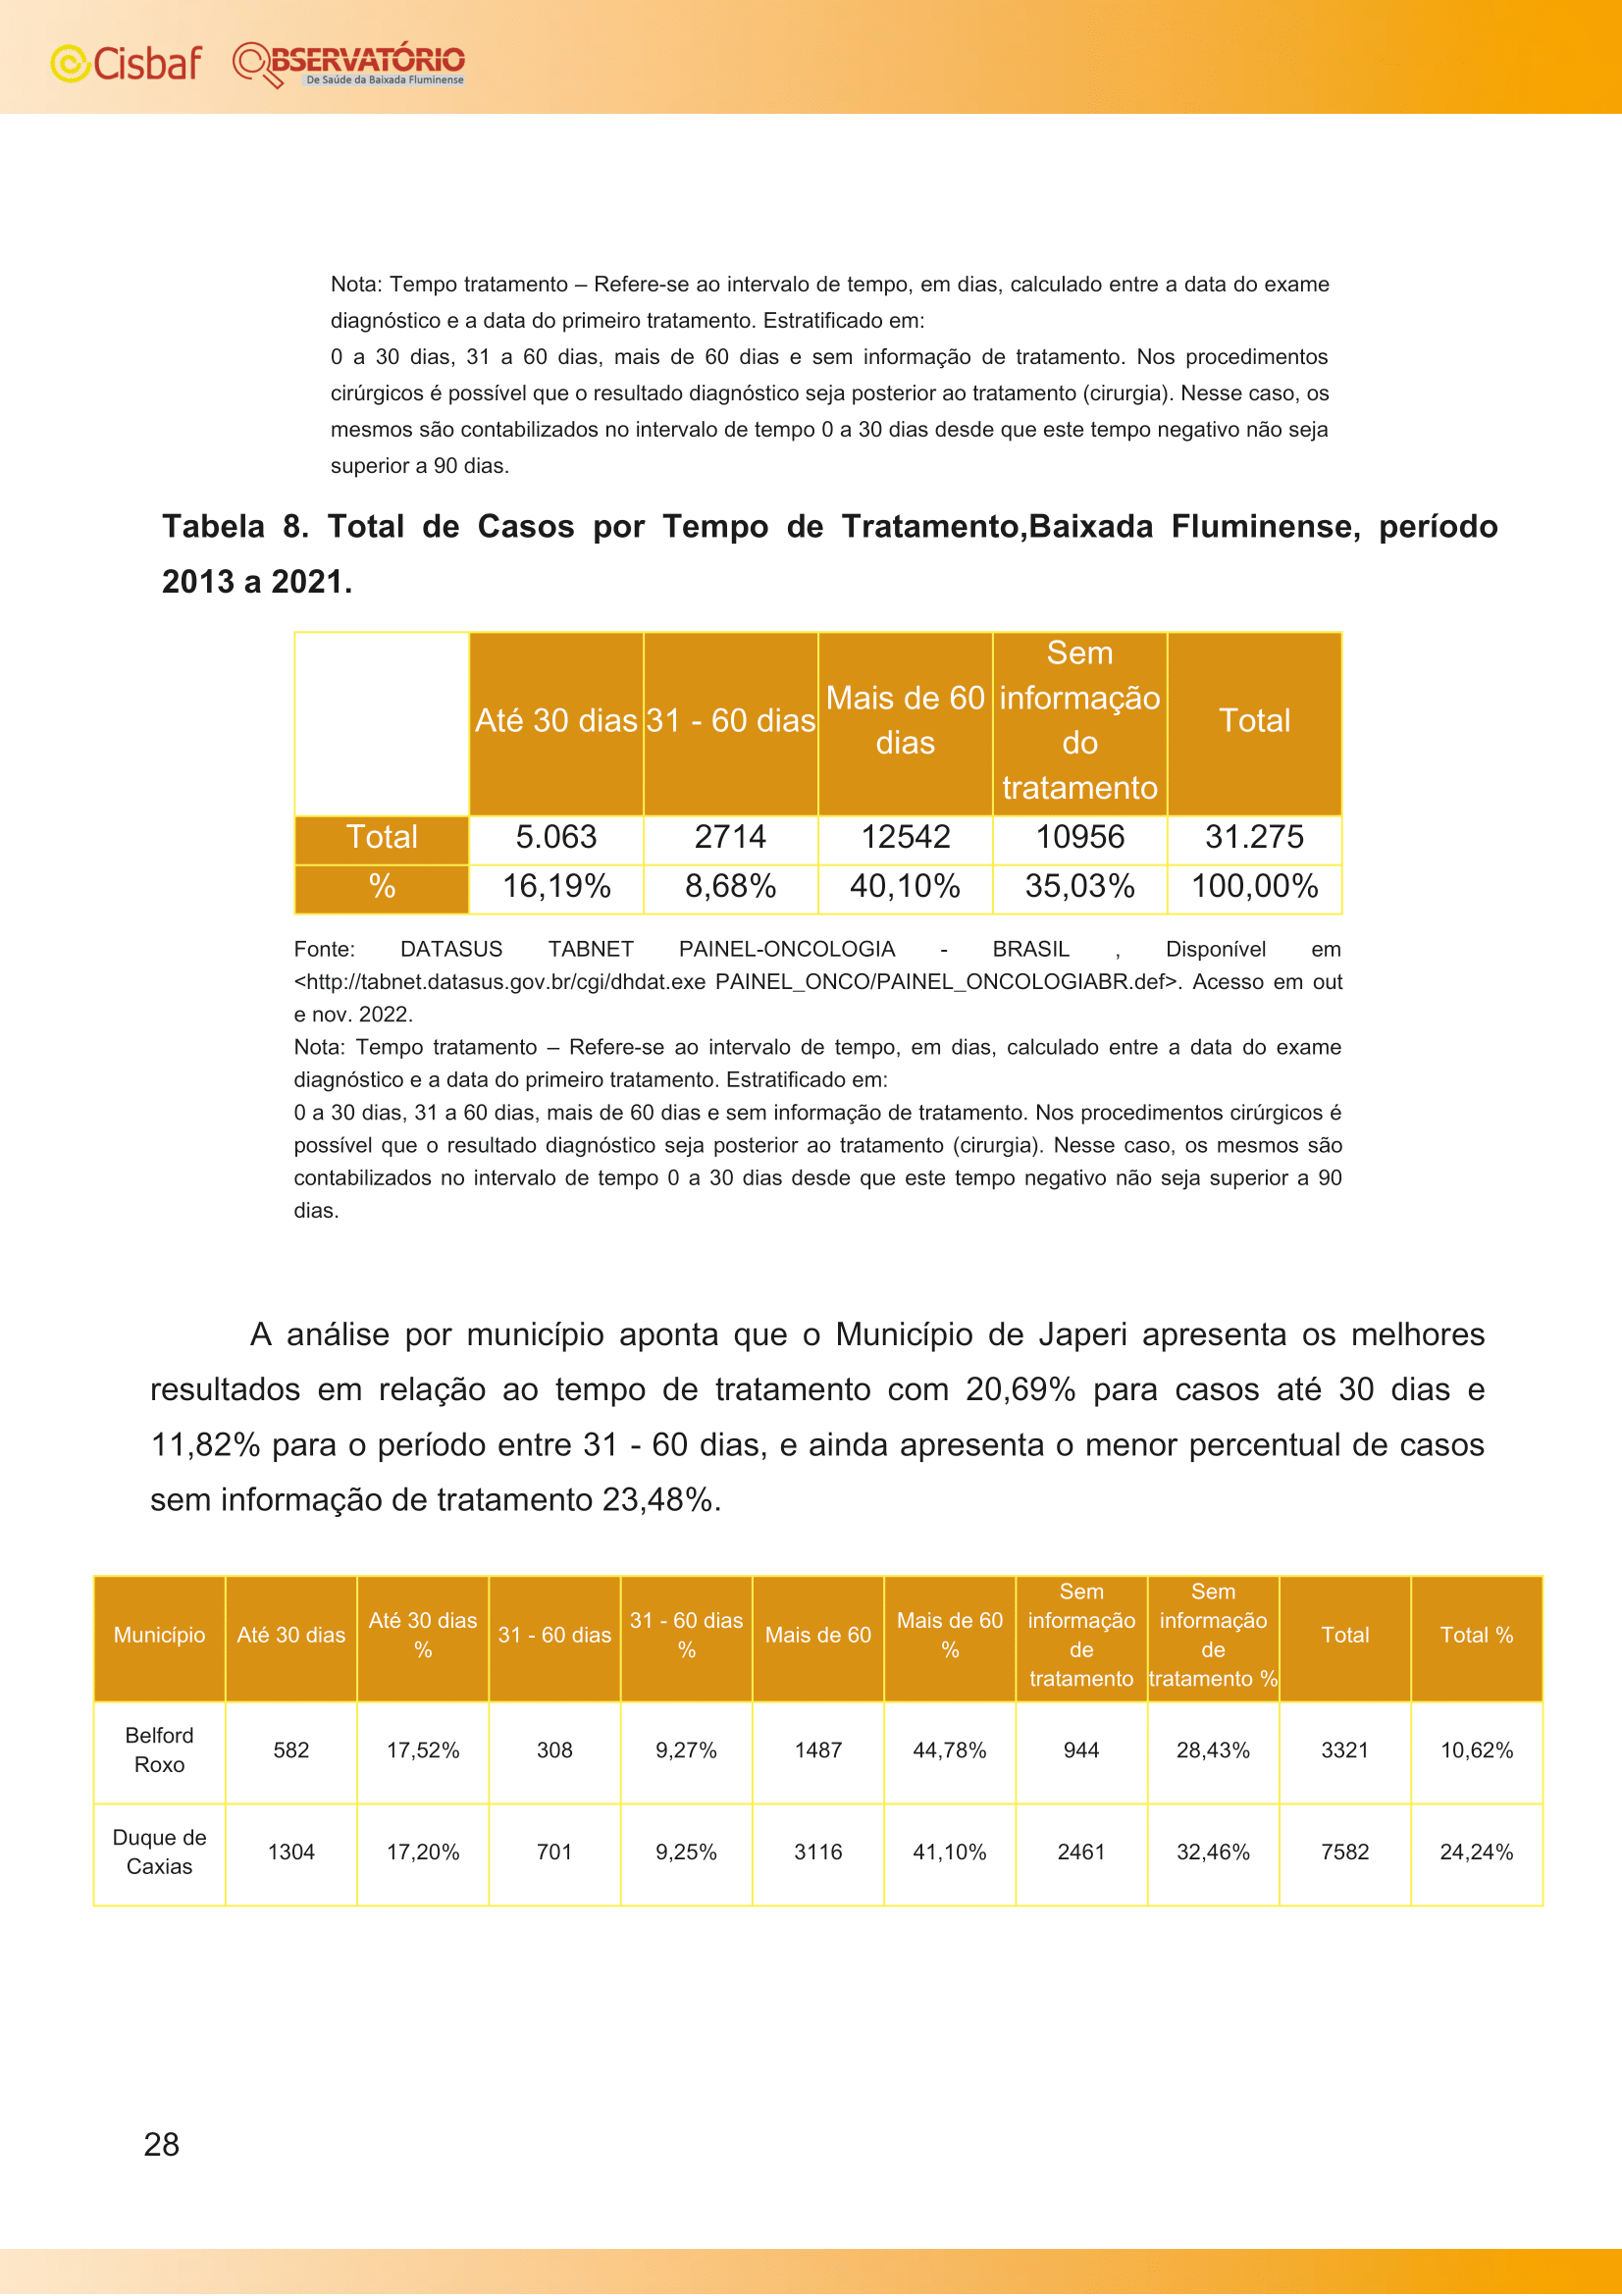 Cisbaf
OBSERVATÓRIO
De Saúde da Baixada Fluminense
Nota: Tempo tratamento – Refere-se ao intervalo de tempo, em dias, calculado entre a data do exame
diagnóstico e a data do primeiro tratamento. Estratificado em:
0 a 30 dias, 31 a 60 dias, mais de 60 dias e sem informação de tratamento. Nos procedimentos
cirúrgicos é possível que o resultado diagnóstico seja posterior ao tratamento (cirurgia). Nesse caso, os
mesmos são contabilizados no intervalo de tempo 0 a 30 dias desde que este tempo negativo não seja
superior a 90 dias.
Tabela 8. Total de Casos por Tempo de Tratamento,Baixada Fluminense, período
2013 a 2021.
Até 30 dias 31 - 60 dias Mais de 60 dias Sem informação do tratamento Total
Total 5.063 2714 12542 10956 31.275
% 16,19% 8,68% 40,10% 35,03% 100,00%
Fonte: DATASUS TABNET PAINEL-ONCOLOGIA - BRASIL , Disponível em
<http://tabnet.datasus.gov.br/cgi/dhdat.exe PAINEL_ONCO/PAINEL_ONCOLOGIABR.def>. Acesso em out
e nov. 2022.
Nota: Tempo tratamento – Refere-se ao intervalo de tempo, em dias, calculado entre a data do exame
diagnóstico e a data do primeiro tratamento. Estratificado em:
0 a 30 dias, 31 a 60 dias, mais de 60 dias e sem informação de tratamento. Nos procedimentos cirúrgicos é
possível que o resultado diagnóstico seja posterior ao tratamento (cirurgia). Nesse caso, os mesmos são
contabilizados no intervalo de tempo 0 a 30 dias desde que este tempo negativo não seja superior a 90
dias.
A análise por município aponta que o Município de Japeri apresenta os melhores
resultados em relação ao tempo de tratamento com 20,69% para casos até 30 dias e
11,82% para o período entre 31 - 60 dias, e ainda apresenta o menor percentual de casos
sem informação de tratamento 23,48%.
Município Até 30 dias Até 30 dias % 31 - 60 dias 31 - 60 dias % Mais de 60 Mais de 60 % Sem informação de tratamento Sem informação de tratamento % Total Total %
Belford Roxo 582 17,52% 308 9,27% 1487 44,78% 944 28,43% 3321 10,62%
Duque de Caxias 1304 17,20% 701 9,25% 3116 41,10% 2461 32,46% 7582 24,24%
28